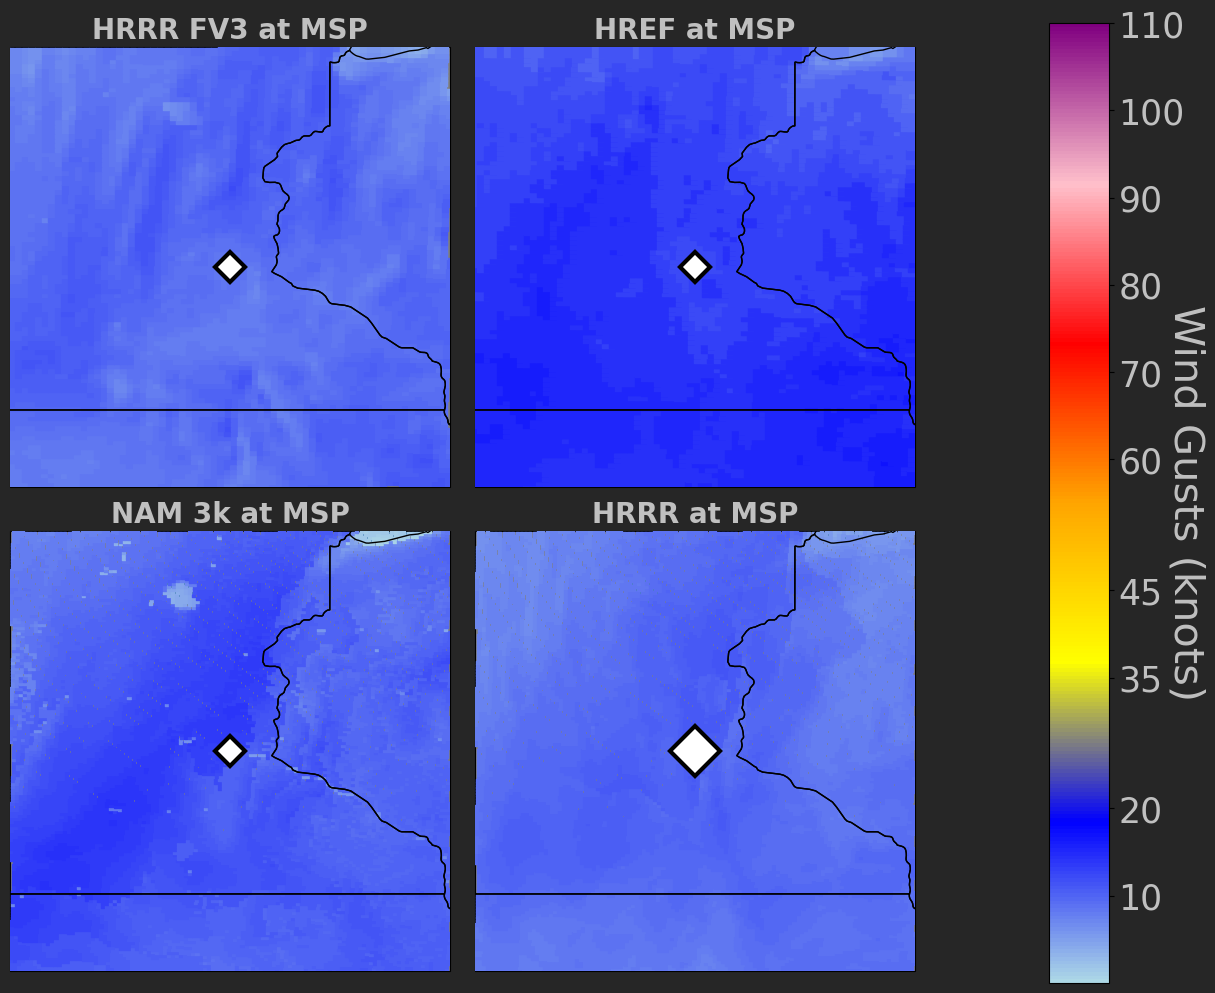 HRRR FV3 at MSP
HREF at MSP
NAM 3k at MSP
HRRR at MSP
110
100
90
80
70
60
45
35
20
10
Wind Gusts (knots)